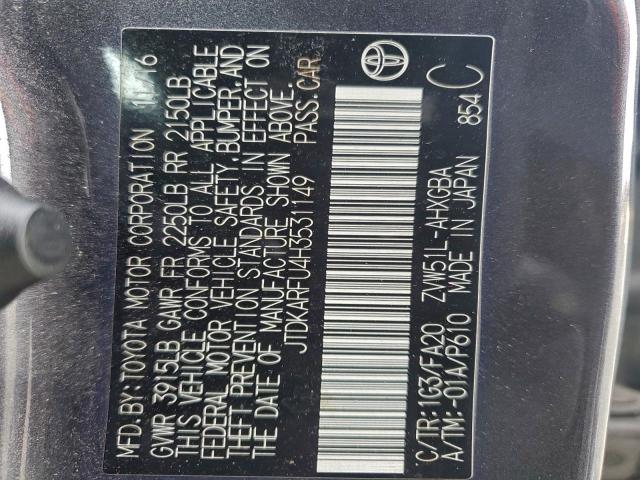 MFD. BY: TOYOTA MOTOR CORPORATION
GVWR 3915LB GAWR FR 2250LB RR 2150LB
THIS VEHICLE CONFORMS TO ALL APPLICABLE
FEDERAL MOTOR VEHICLE SAFETY, BUMPER, AND
THEFT PREVENTION STANDARDS IN EFFECT ON
THE DATE OF MANUFACTURE SHOWN ABOVE.
JTDKARFU4H3531149 PASS. CAR
C/TR: 1G3/FA20 ZVW51L-AHXGBA
A/TM: -01A/P610 MADE IN JAPAN 854 C